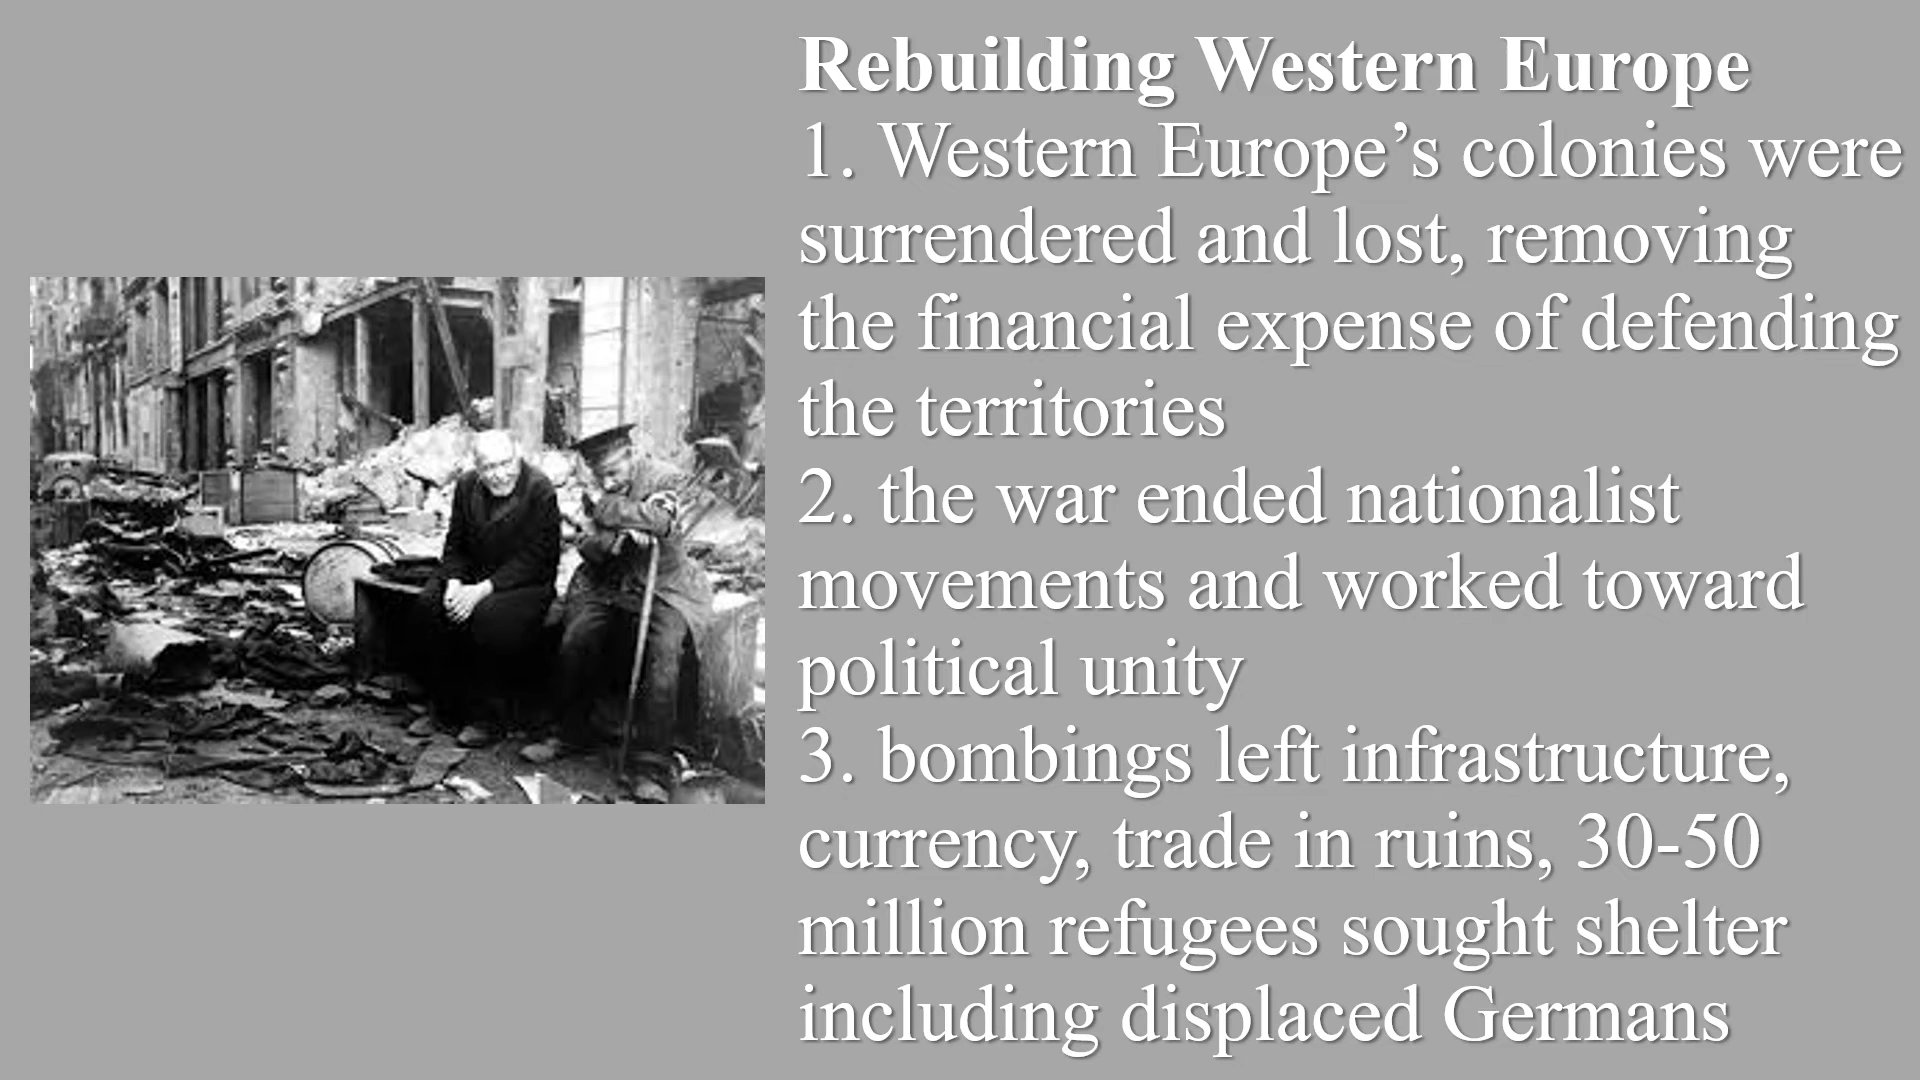 Rebuilding Western Europe
1. Western Europe’s colonies were
surrendered and lost, removing
the financial expense of defending
the territories
2. the war ended nationalist
movements and worked toward
political unity
3. bombings left infrastructure,
currency, trade in ruins, 30-50
million refugees sought shelter
including displaced Germans